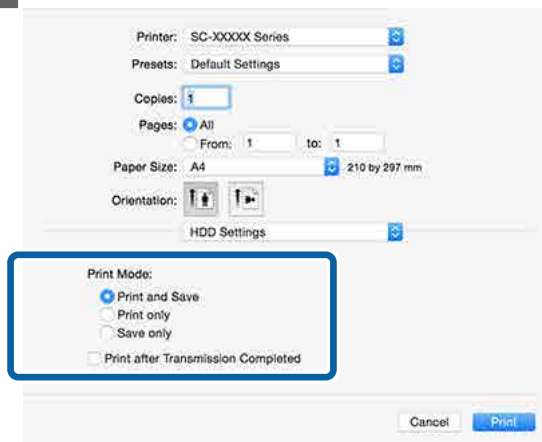 Printer: SC-XXXXX Series
Presets: Default Settings
Copies: 1
Pages: All
From: 1 to: 1
Paper Size: A4 210 by 297 mm
Orientation:
HDD Settings
Print Mode:
Print and Save
Print only
Save only
Print after Transmission Completed
Cancel Print